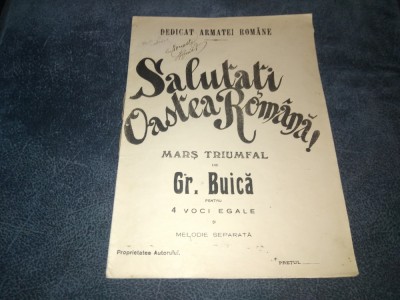 DEDICAT ARMATEI ROMÂNE
Salutați
Oastea Română!
MARȘ TRIUMFAL
DE
Gr. Buică
PENTRU
4 VOCI EGALE
ȘI
MELODIE SEPARATĂ
Proprietatea Autorului.
PREȚUL